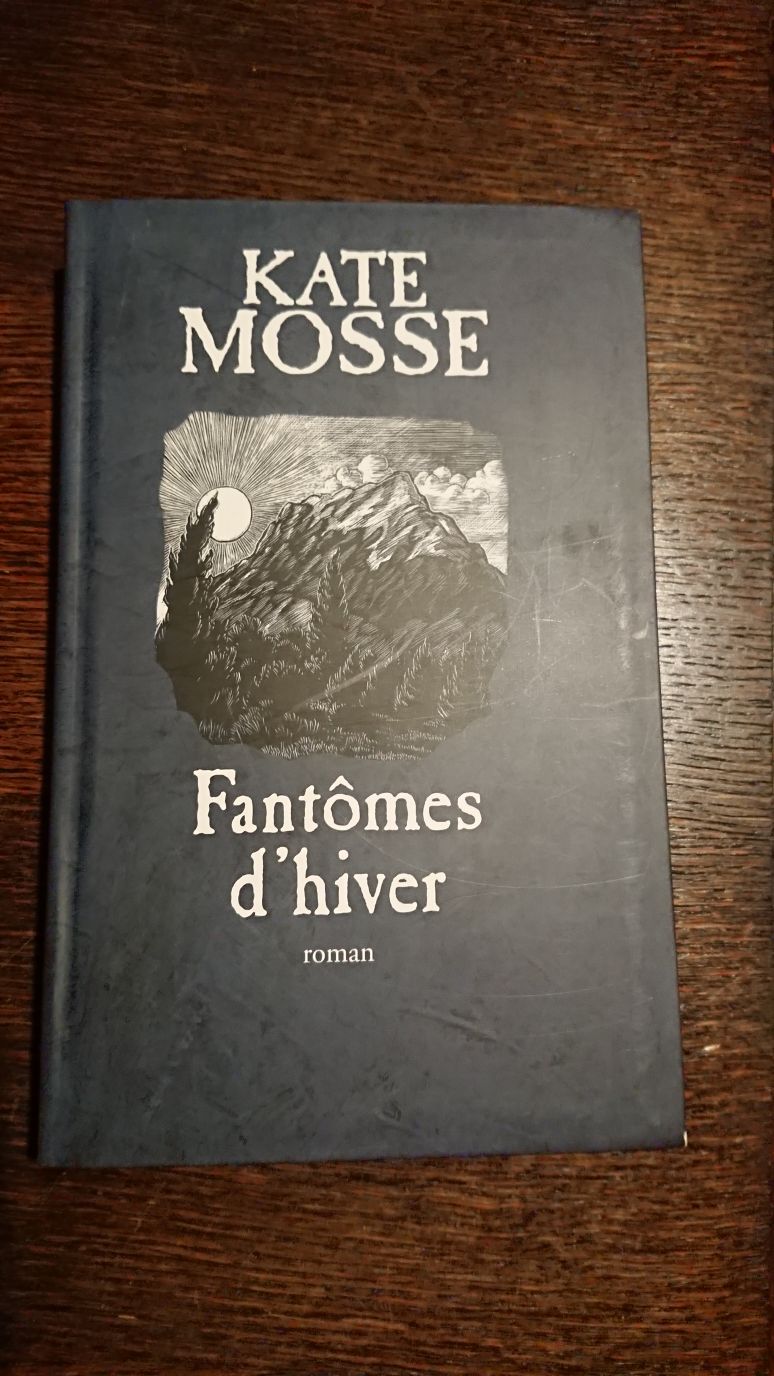 KATE
MOSSE
Fantômes
d'hiver
roman